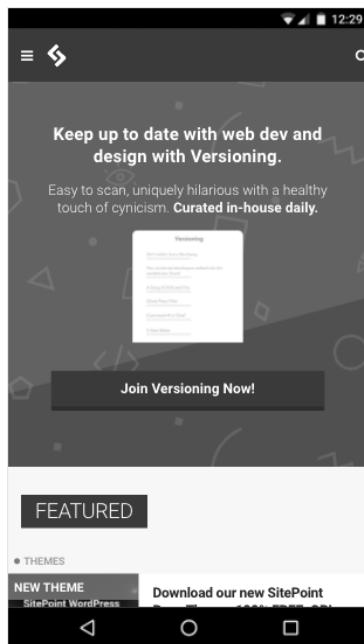 12:29
Keep up to date with web dev and
design with Versioning.
Easy to scan, uniquely hilarious with a healthy
touch of cynicism. Curated in-house daily.
Versioning
Join Versioning Now!
FEATURED
THEMES
NEW THEME
SitePoint WordPress
Download our new SitePoint